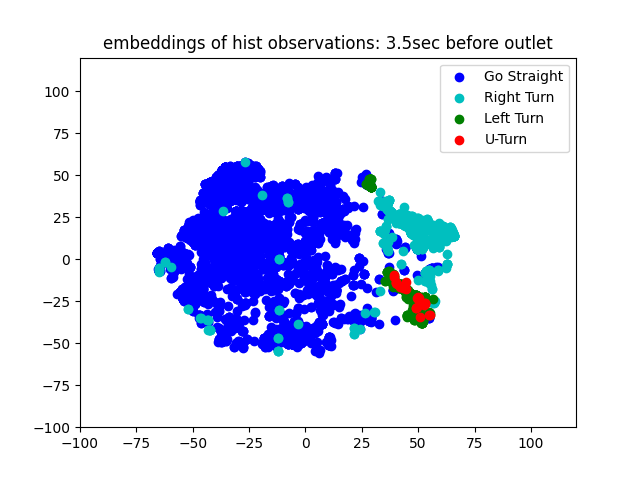 embeddings of hist observations: 3.5sec before outlet
Go Straight
Right Turn
Left Turn
U-Turn
100
75
50
25
0
−25
−50
−75
−100
−100 −75 −50 −25 0 25 50 75 100